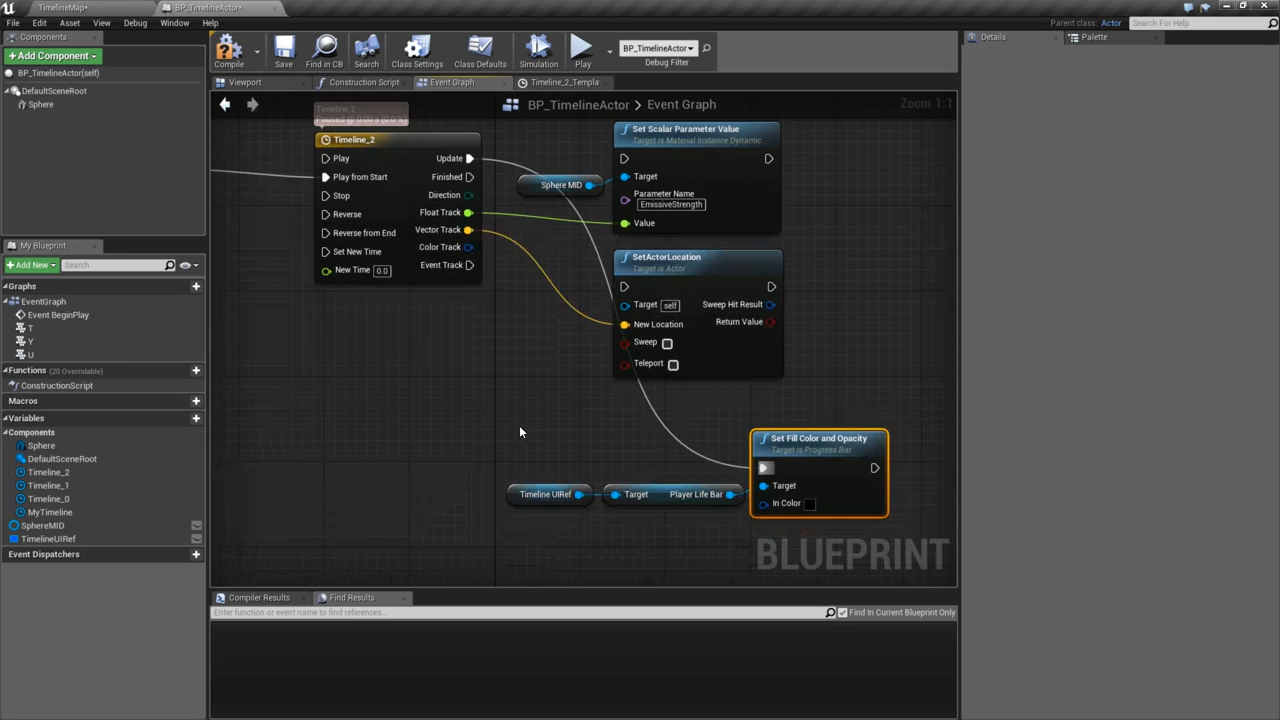 TimelineMap*
BP_TimelineActor*
File Edit Asset View Debug Window Help
Parent class: Actor
Search For Help
Components
+Add Component
BP_TimelineActor(self)
DefaultSceneRoot
Sphere
My Blueprint
+Add New
Search
Graphs
EventGraph
Event BeginPlay
T
Y
U
Functions (20 Overridable)
ConstructionScript
Macros
Variables
Components
Sphere
DefaultSceneRoot
Timeline_2
Timeline_1
Timeline_0
MyTimeline
SphereMID
TimelineUIRef
Event Dispatchers
Compile
Save
Find in CB
Search
Class Settings
Class Defaults
Simulation
Play
BP_TimelineActor
Debug Filter
Viewport
Construction Script
Event Graph
Timeline_2_Templa
BP_TimelineActor > Event Graph
Zoom 1:1
Timeline 2
Paused @ 0.00 s (0.0 %)
Timeline_2
Play
Update
Play from Start
Finished
Stop
Direction
Reverse
Float Track
Reverse from End
Vector Track
Set New Time
Color Track
New Time 0.0
Event Track
Sphere MID
Set Scalar Parameter Value
Target is Material Instance Dynamic
Target
Parameter Name
EmissiveStrength
Value
SetActorLocation
Target is Actor
Target self
Sweep Hit Result
New Location
Return Value
Sweep
Teleport
Timeline UIRef
Target
Player Life Bar
Set Fill Color and Opacity
Target is Progress Bar
Target
In Color
BLUEPRINT
Compiler Results
Find Results
Enter function or event name to find references...
Find In Current Blueprint Only
Details
Palette